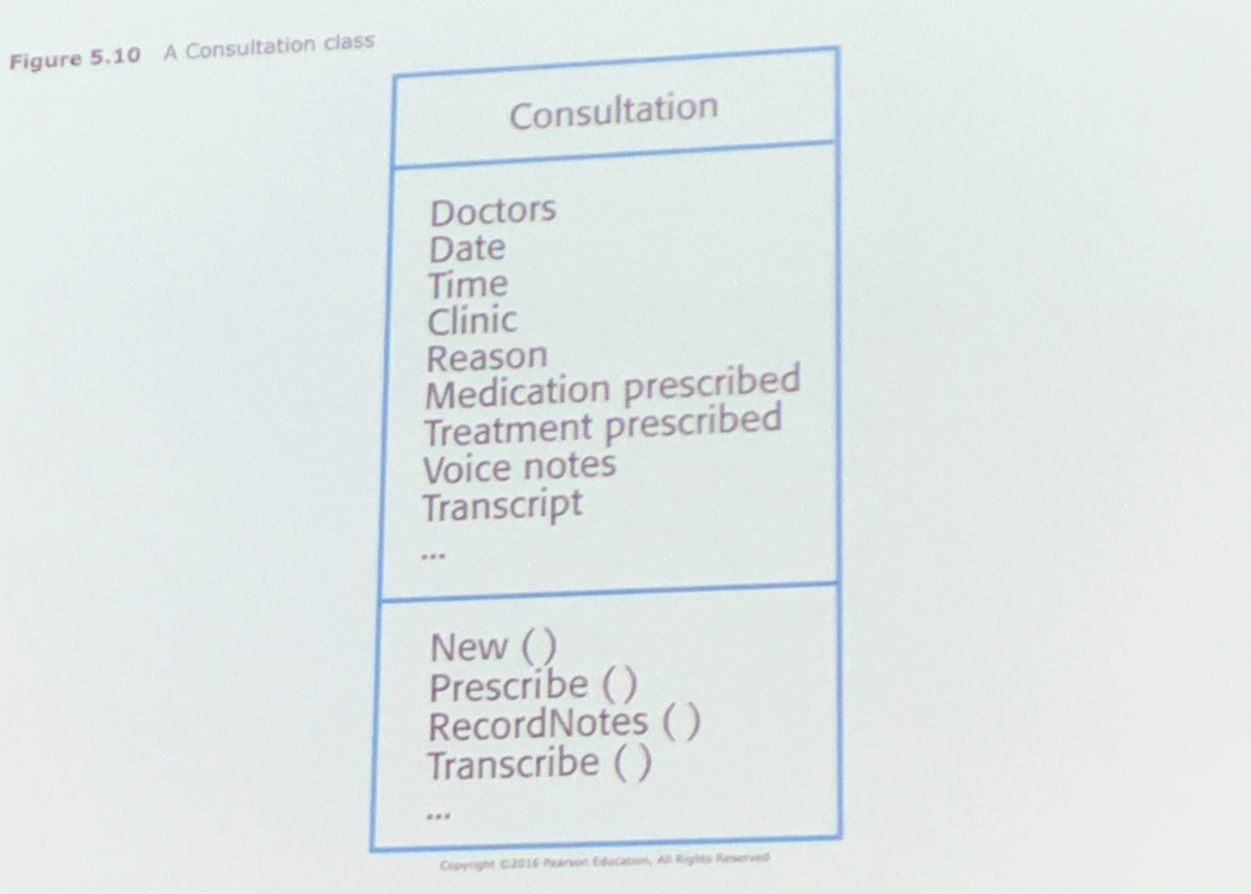 Figure 5.10 A Consultation class
Consultation
Doctors
Date
Time
Clinic
Reason
Medication prescribed
Treatment prescribed
Voice notes
Transcript
...
New ( )
Prescribe ( )
RecordNotes ( )
Transcribe ( )
...
Copyright ©2016 Pearson Education, All Rights Reserved